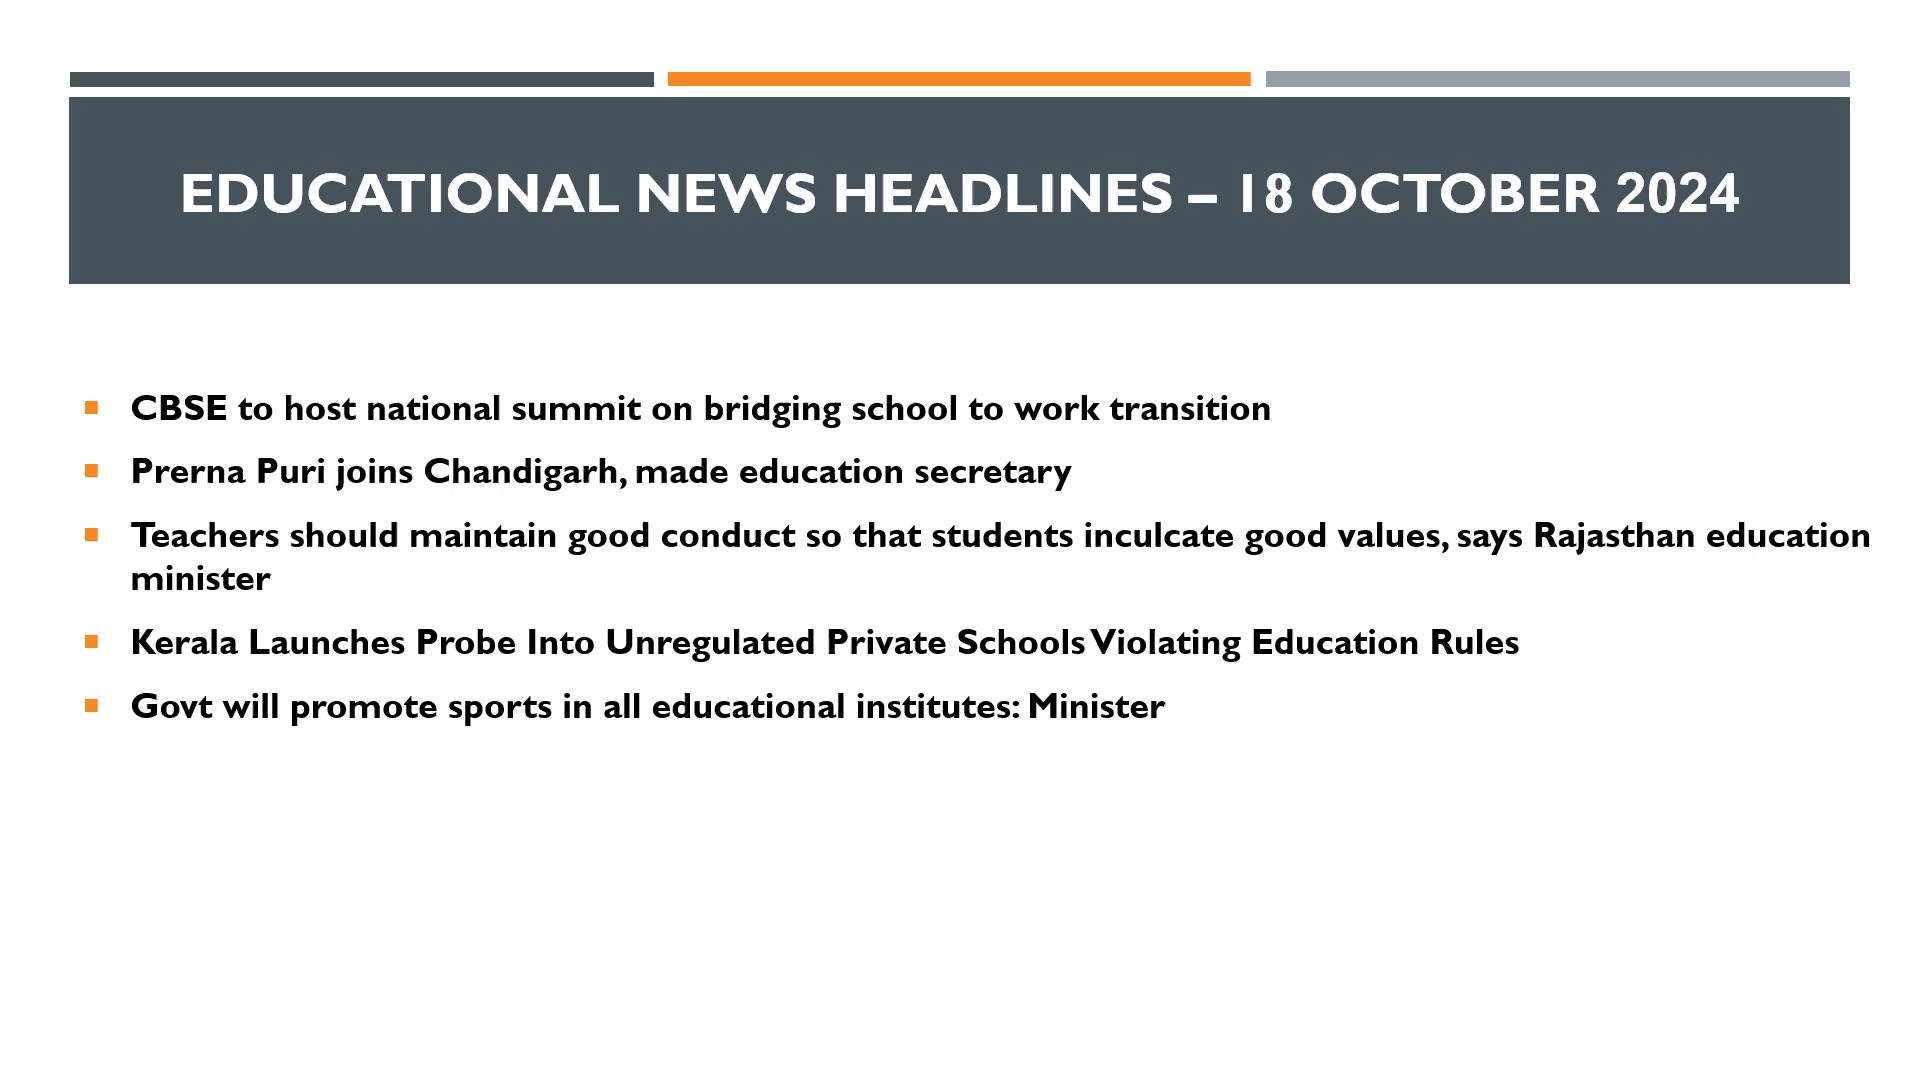 EDUCATIONAL NEWS HEADLINES – 18 OCTOBER 2024
CBSE to host national summit on bridging school to work transition
Prerna Puri joins Chandigarh, made education secretary
Teachers should maintain good conduct so that students inculcate good values, says Rajasthan education
minister
Kerala Launches Probe Into Unregulated Private Schools Violating Education Rules
Govt will promote sports in all educational institutes: Minister